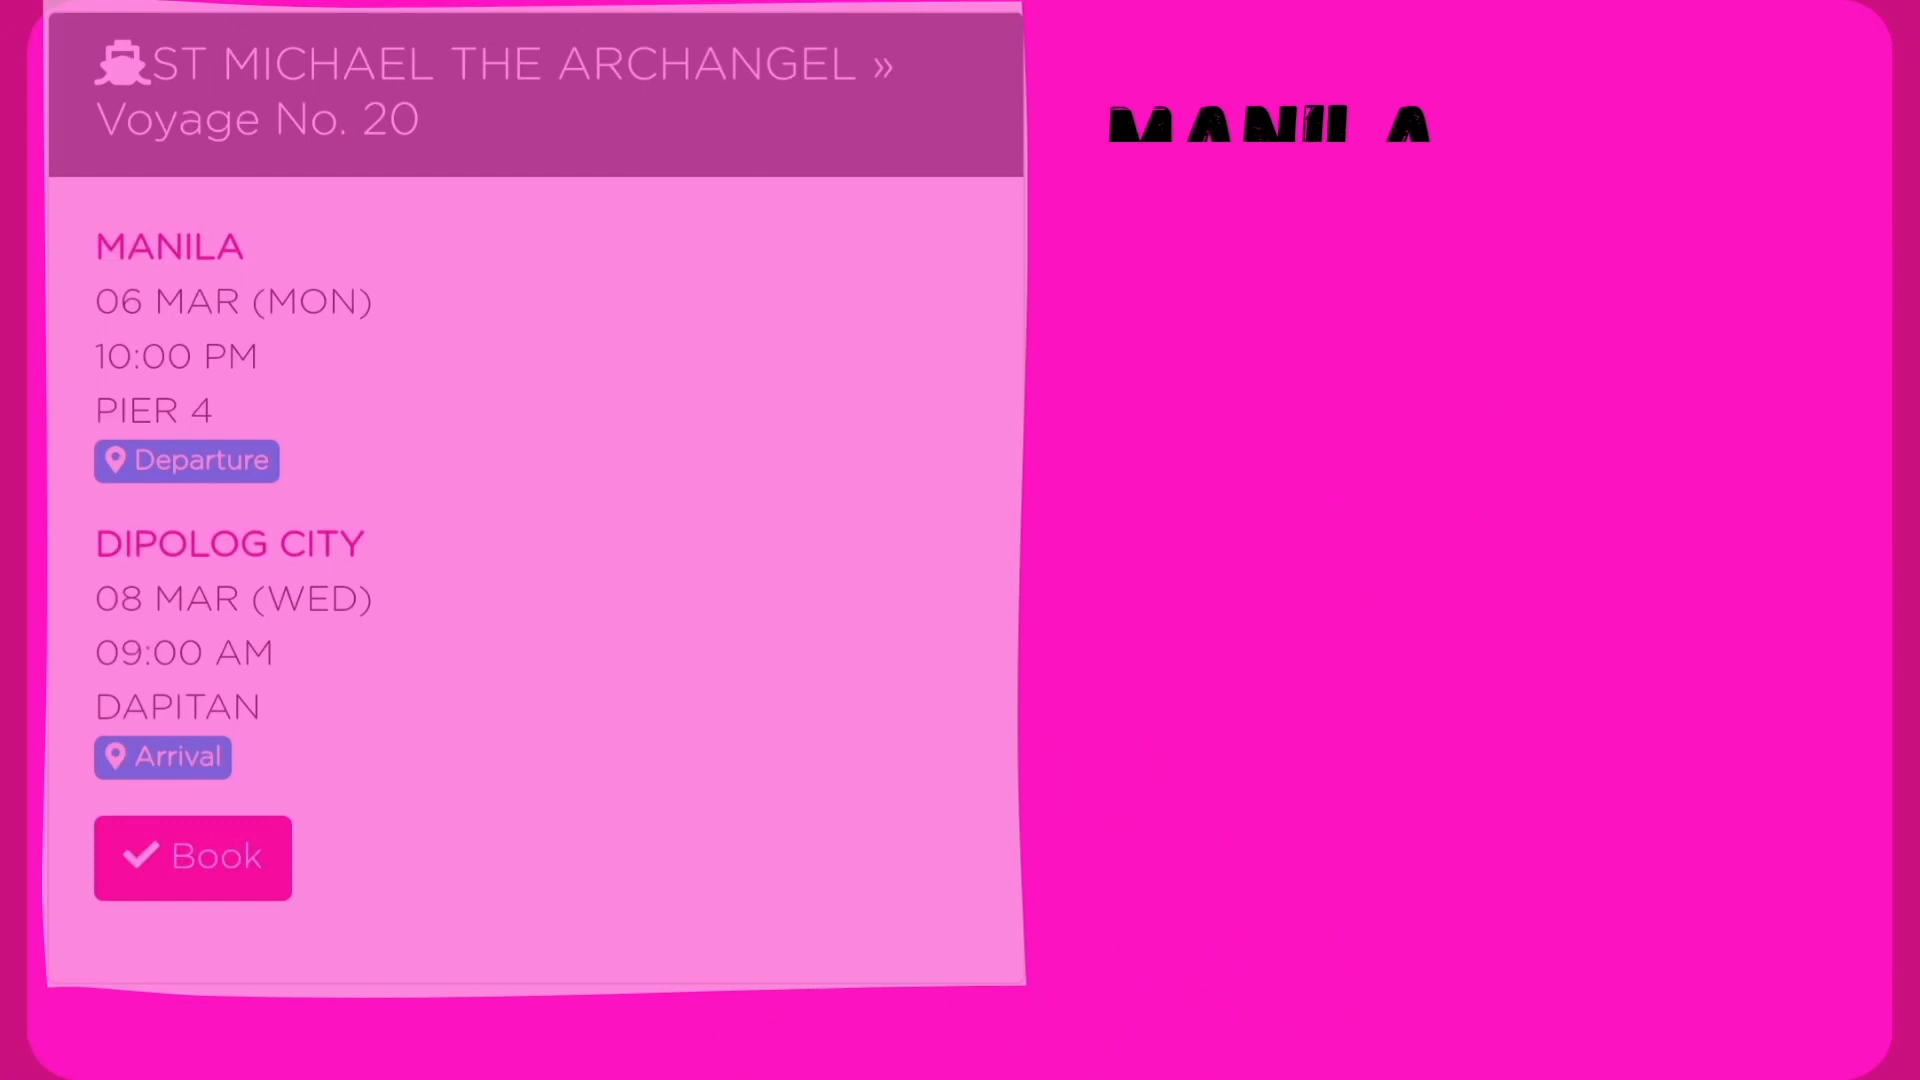 ST MICHAEL THE ARCHANGEL »
Voyage No. 20
MANILA
06 MAR (MON)
10:00 PM
PIER 4
Departure
DIPOLOG CITY
08 MAR (WED)
09:00 AM
DAPITAN
Arrival
Book
MANILA